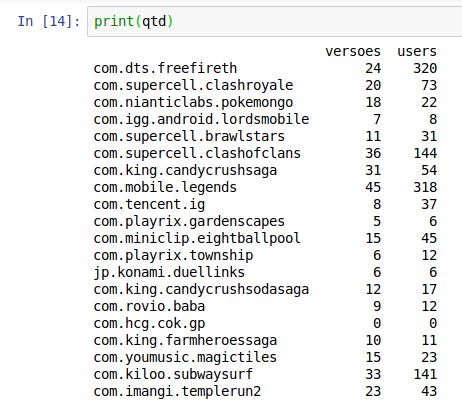 In [14]: print(qtd)
versoes users
com.dts.freefireth 24 320
com.supercell.clashroyale 20 73
com.nianticlabs.pokemongo 18 22
com.igg.android.lordsmobile 7 8
com.supercell.brawlstars 11 31
com.supercell.clashofclans 36 144
com.king.candycrushsaga 31 54
com.mobile.legends 45 318
com.tencent.ig 8 37
com.playrix.gardenscapes 5 6
com.miniclip.eightballpool 15 45
com.playrix.township 6 12
jp.konami.duellinks 6 6
com.king.candycrushsodasaga 12 17
com.rovio.baba 9 12
com.hcg.cok.gp 0 0
com.king.farmheroessaga 10 11
com.youmusic.magictiles 15 23
com.kiloo.subwaysurf 33 141
com.imangi.templerun2 23 43